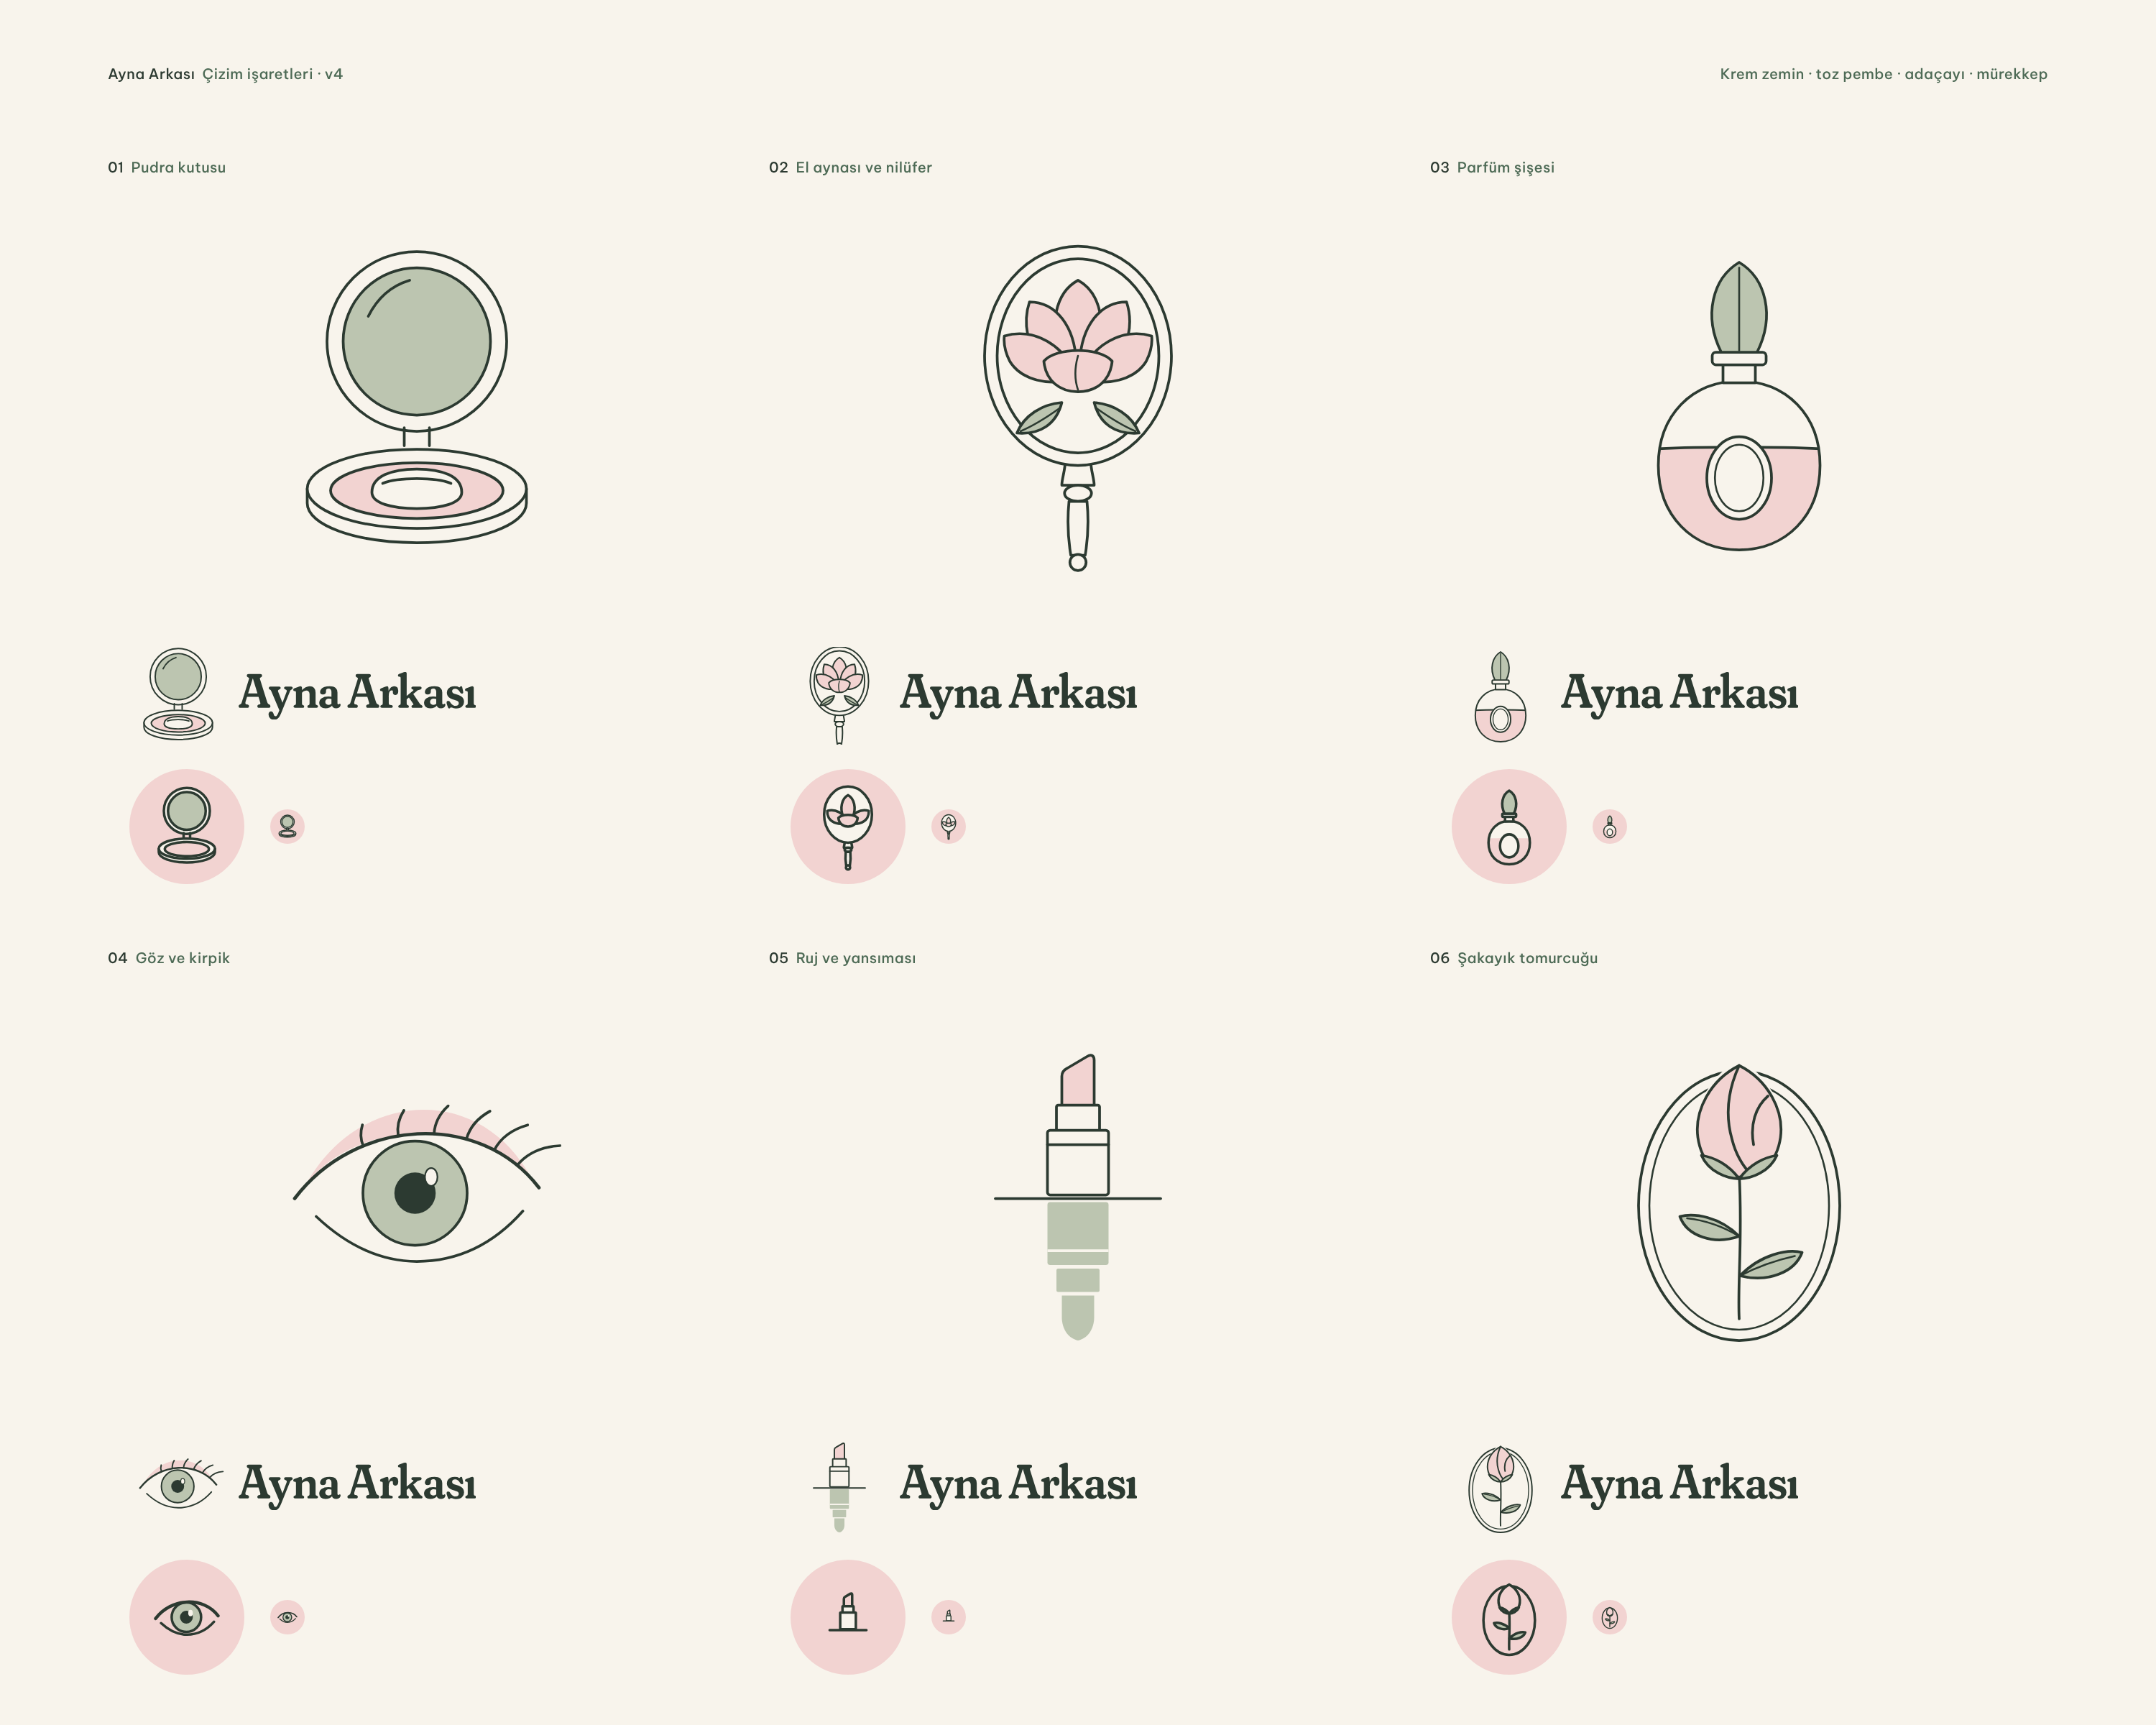 Ayna Arkası Çizim işaretleri · v4
Krem zemin · toz pembe · adaçayı · mürekkep
01 Pudra kutusu
02 El aynası ve nilüfer
03 Parfüm şişesi
Ayna Arkası
Ayna Arkası
Ayna Arkası
04 Göz ve kirpik
05 Ruj ve yansıması
06 Şakayık tomurcuğu
Ayna Arkası
Ayna Arkası
Ayna Arkası